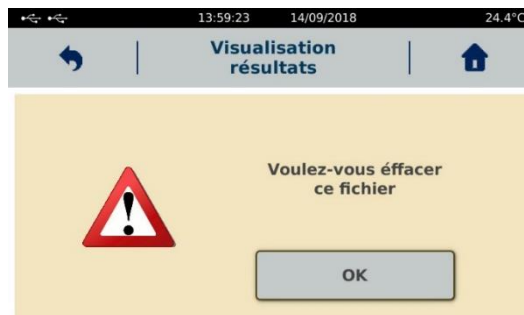 13:59:23 14/09/2018 24.4°C
Visualisation
résultats
Voulez-vous éffacer
ce fichier
OK